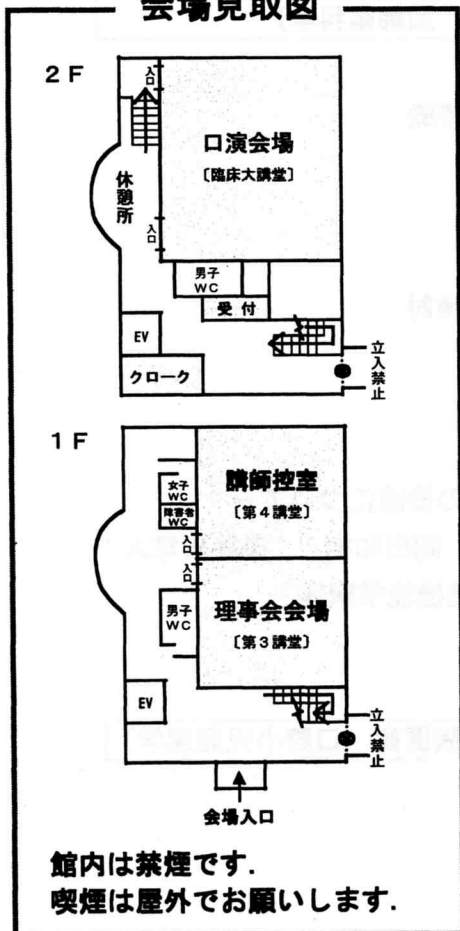 会場見取図
2F
入口
口演会場
〔臨床大講堂〕
休憩所
入口
男子
WC
受付
EV
クローク
立入禁止
1F
女子
WC
障害者
WC
講師控室
〔第4講堂〕
入口
入口
男子
WC
理事会会場
〔第3講堂〕
EV
立入禁止
会場入口
館内は禁煙です.
喫煙は屋外でお願いします.